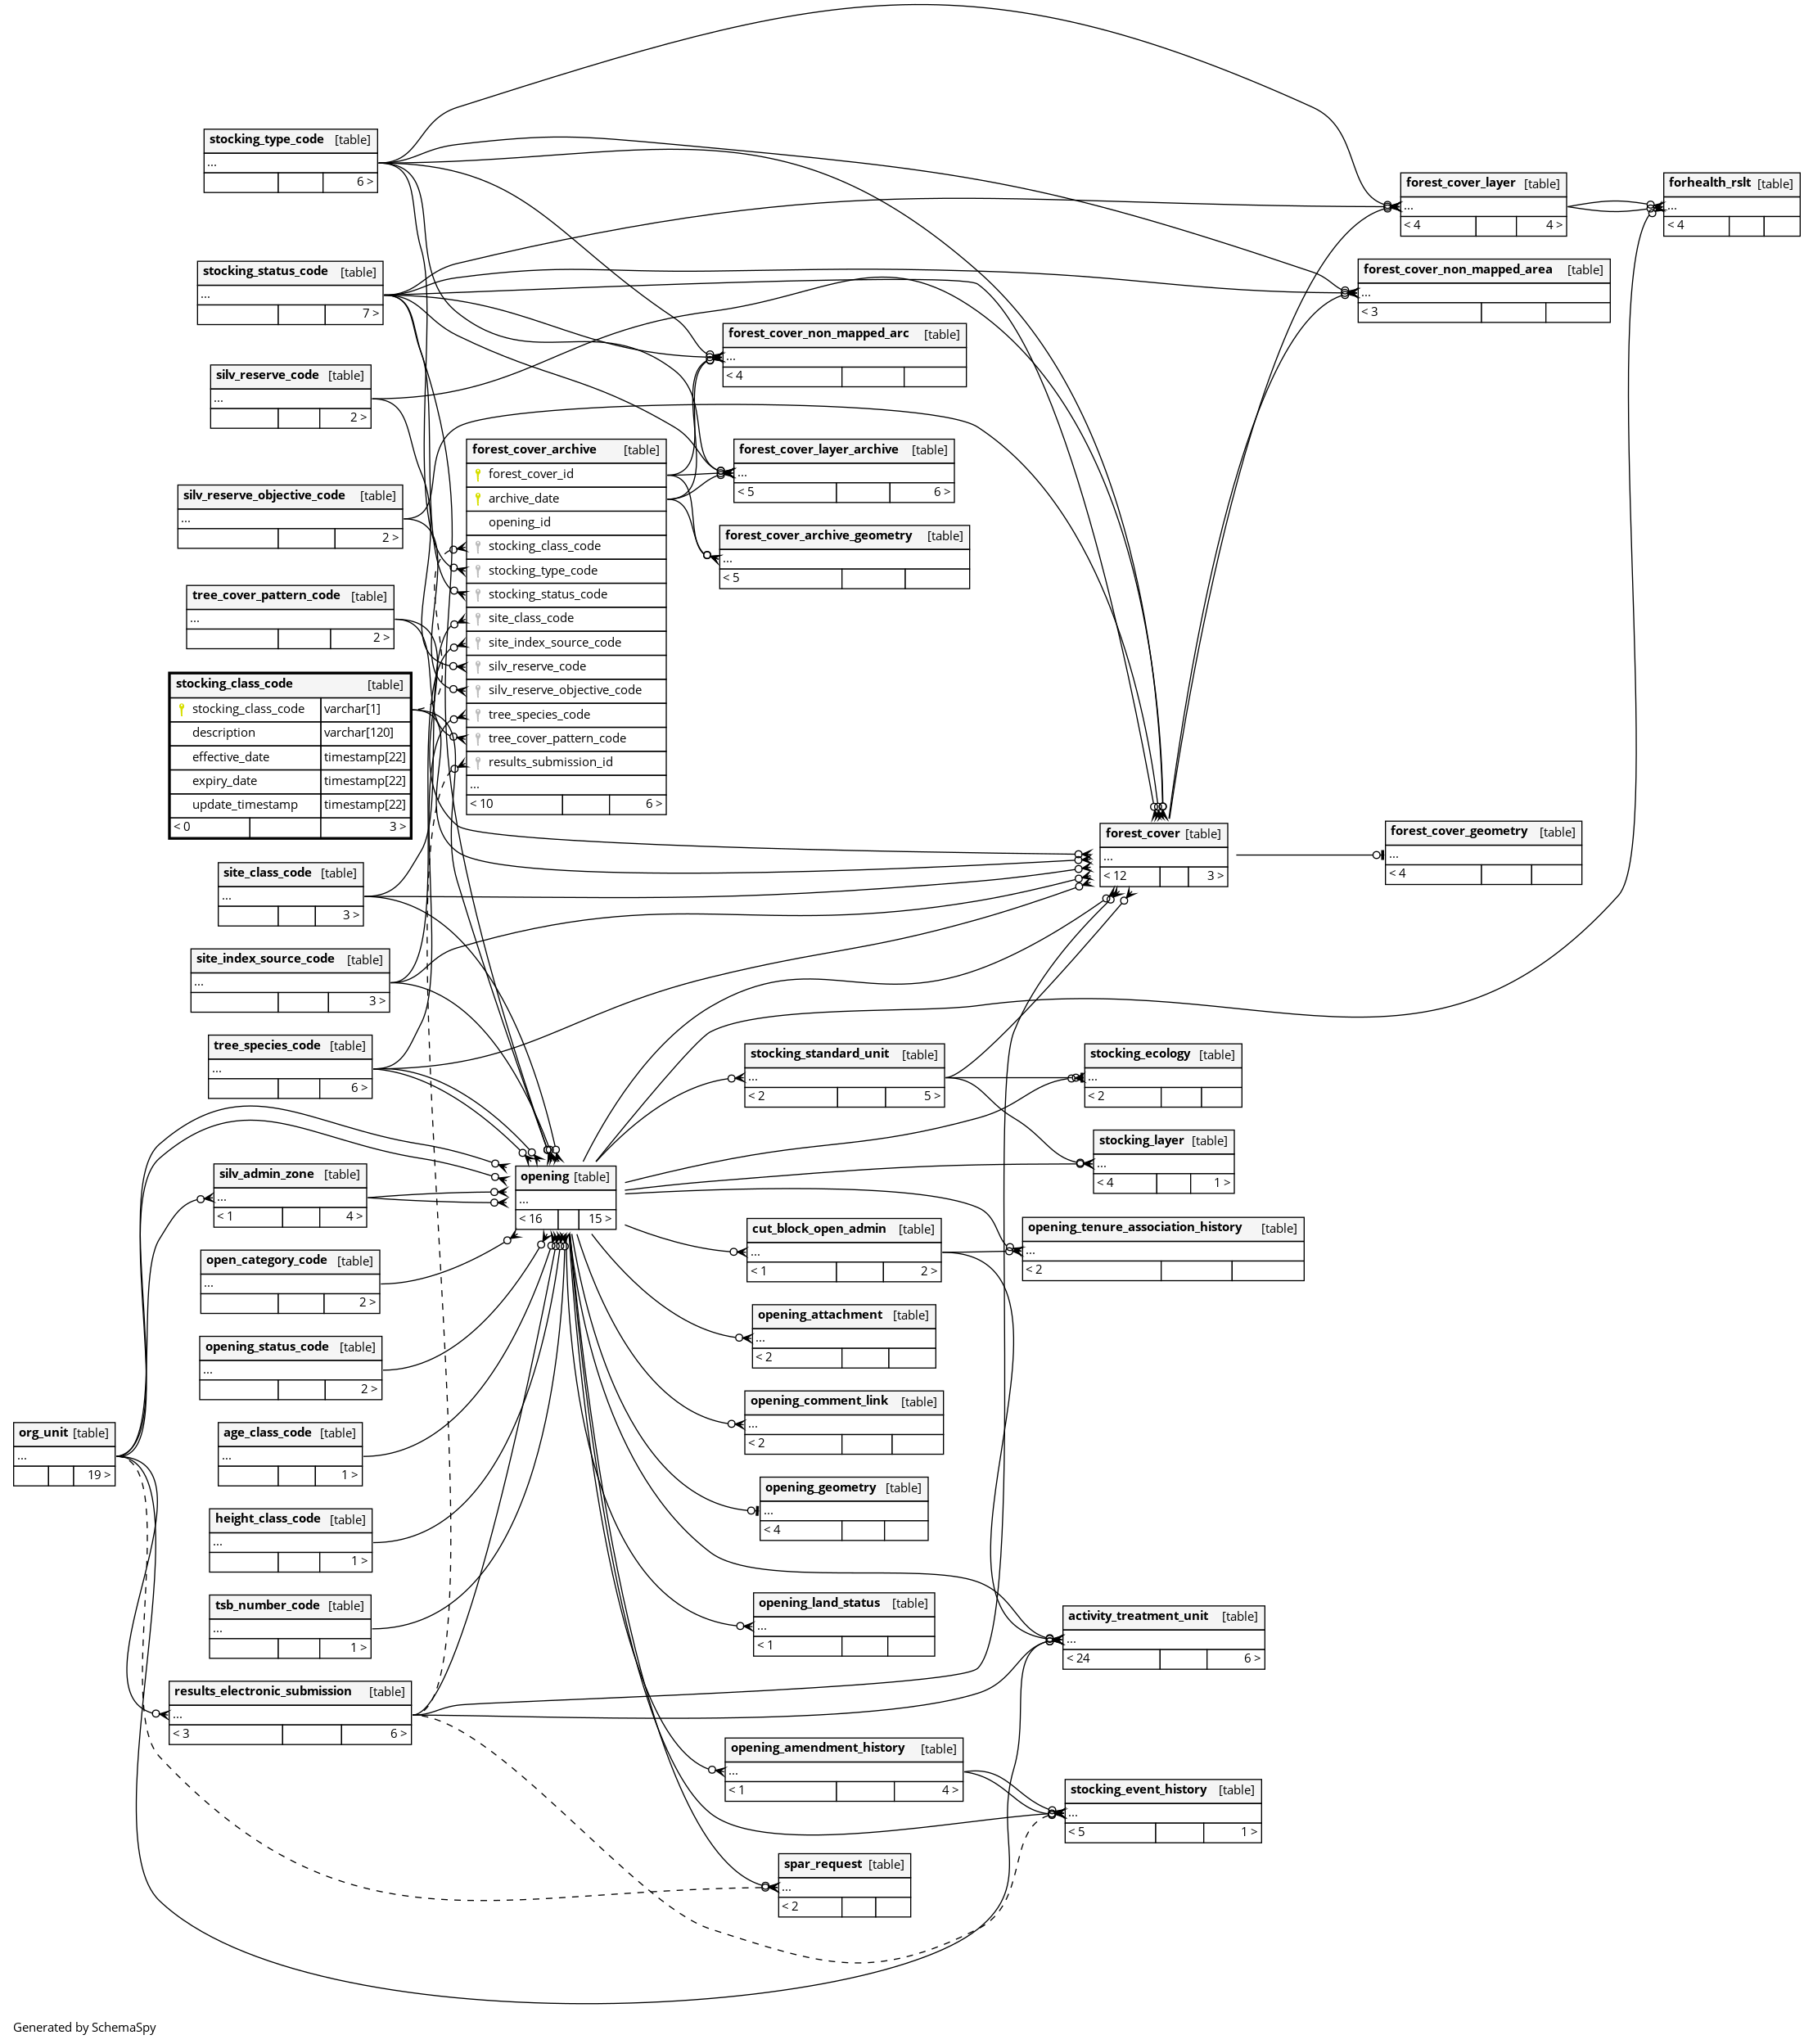 stocking_type_code [table]
...
6 >
forest_cover_layer [table]
...
< 4 4 >
forhealth_rslt [table]
...
< 4
stocking_status_code [table]
...
7 >
forest_cover_non_mapped_area [table]
...
< 3
forest_cover_non_mapped_arc [table]
...
< 4
silv_reserve_code [table]
...
2 >
forest_cover_archive [table]
forest_cover_id
archive_date
opening_id
stocking_class_code
stocking_type_code
stocking_status_code
site_class_code
site_index_source_code
silv_reserve_code
silv_reserve_objective_code
tree_species_code
tree_cover_pattern_code
results_submission_id
...
< 10 6 >
forest_cover_layer_archive [table]
...
< 5 6 >
silv_reserve_objective_code [table]
...
2 >
forest_cover_archive_geometry [table]
...
< 5
tree_cover_pattern_code [table]
...
2 >
stocking_class_code [table]
stocking_class_code varchar[1]
description varchar[120]
effective_date timestamp[22]
expiry_date timestamp[22]
update_timestamp timestamp[22]
< 0 3 >
forest_cover [table]
...
< 12 3 >
forest_cover_geometry [table]
...
< 4
site_class_code [table]
...
3 >
site_index_source_code [table]
...
3 >
tree_species_code [table]
...
6 >
stocking_standard_unit [table]
...
< 2 5 >
stocking_ecology [table]
...
< 2
stocking_layer [table]
...
< 4 1 >
silv_admin_zone [table]
...
< 1 4 >
opening [table]
...
< 16 15 >
cut_block_open_admin [table]
...
< 1 2 >
opening_tenure_association_history [table]
...
< 2
open_category_code [table]
...
2 >
opening_attachment [table]
...
< 2
opening_status_code [table]
...
2 >
opening_comment_link [table]
...
< 2
org_unit [table]
...
19 >
age_class_code [table]
...
1 >
opening_geometry [table]
...
< 4
height_class_code [table]
...
1 >
tsb_number_code [table]
...
1 >
opening_land_status [table]
...
< 1
activity_treatment_unit [table]
...
< 24 6 >
results_electronic_submission [table]
...
< 3 6 >
opening_amendment_history [table]
...
< 1 4 >
stocking_event_history [table]
...
< 5 1 >
spar_request [table]
...
< 2
Generated by SchemaSpy